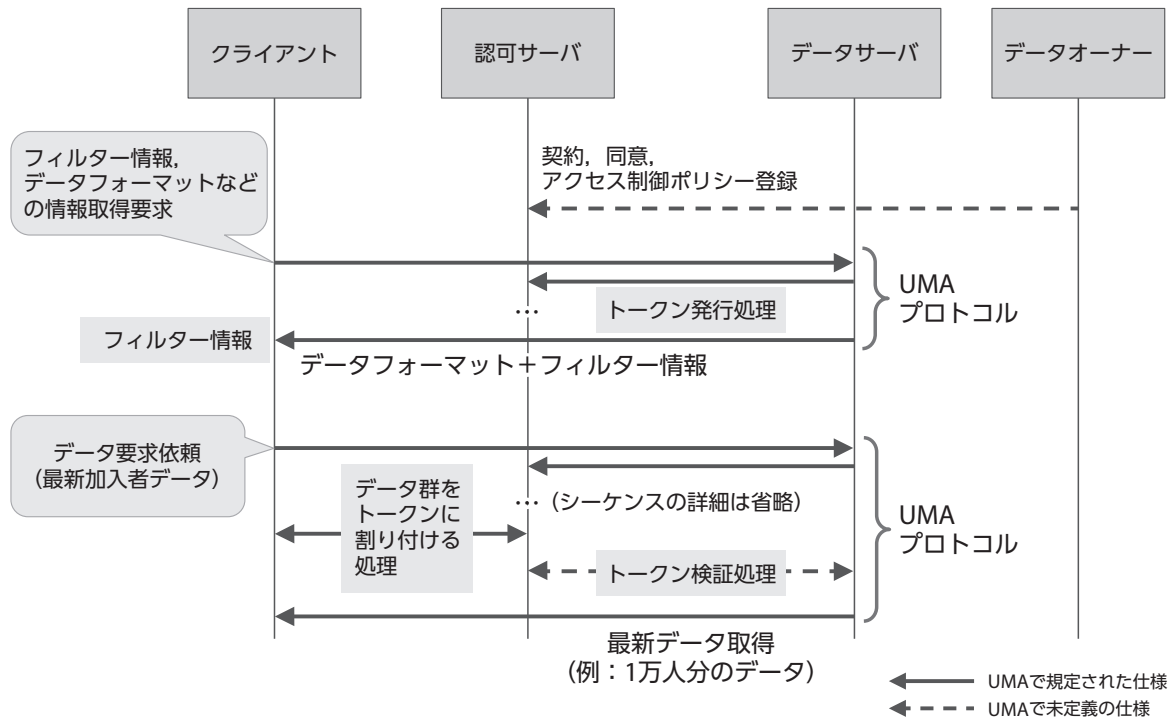 クライアント
認可サーバ
データサーバ
データオーナー
フィルター情報,
データフォーマットなど
の情報取得要求
契約，同意，
アクセス制御ポリシー登録
UMA
プロトコル
… トークン発行処理
フィルター情報
データフォーマット＋フィルター情報
データ要求依頼
（最新加入者データ）
データ群を
トークンに
割り付ける
処理
…（シーケンスの詳細は省略）
UMA
プロトコル
トークン検証処理
最新データ取得
（例：1万人分のデータ）
UMAで規定された仕様
UMAで未定義の仕様